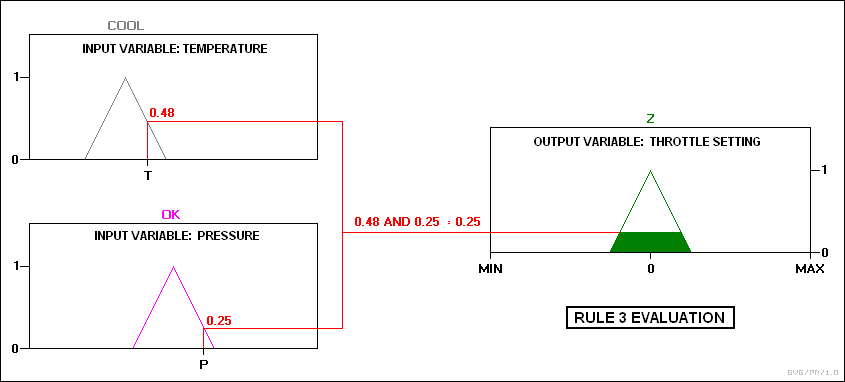 COOL
INPUT VARIABLE: TEMPERATURE
1
0.48
0
T
OK
INPUT VARIABLE: PRESSURE
1
0.25
0
P
0.48 AND 0.25 = 0.25
Z
OUTPUT VARIABLE: THROTTLE SETTING
1
0
MIN
0
MAX
RULE 3 EVALUATION
GVG/PD/1.0